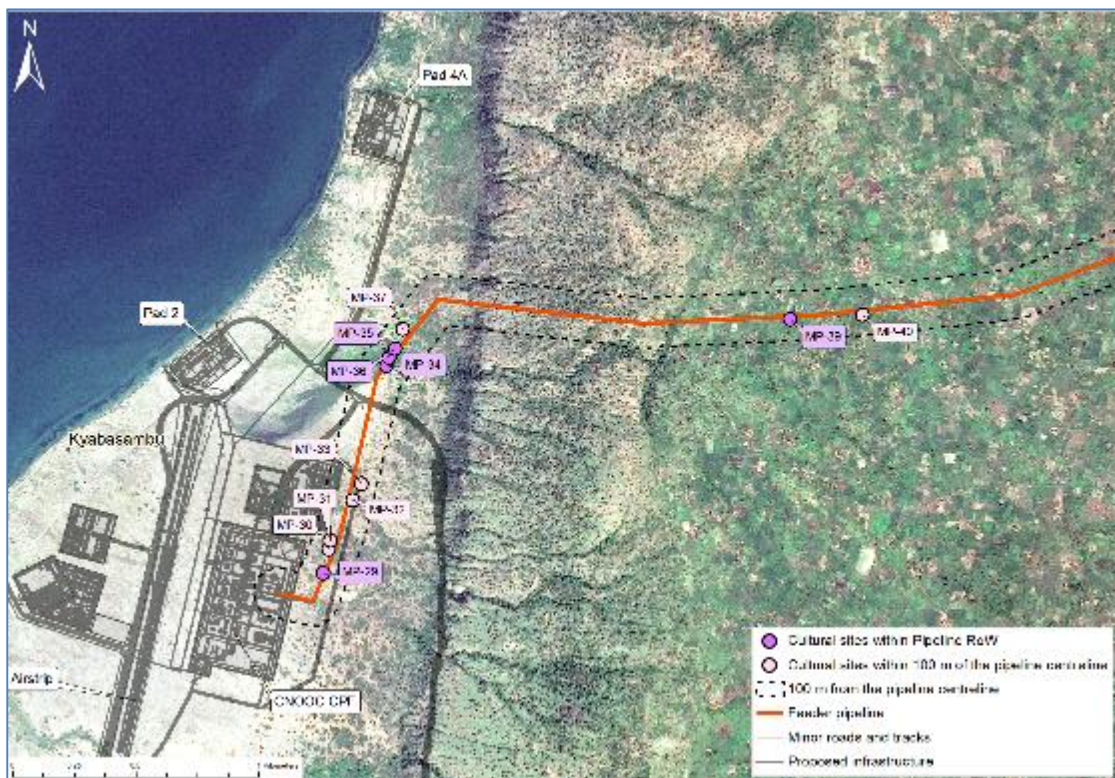 N
Pad 4A
MP-37
Pad 2
MP-35
MP-36
MP-34
MP-39
MP-40
Kyabasambu
MP-33
MP-31
MP-32
MP-30
MP-29
Airstrip
CNOOC CPF
Cultural sites within Pipeline RoW
Cultural sites within 100 m of the pipeline centreline
100 m from the pipeline centreline
Feeder pipeline
Minor roads and tracks
Proposed infrastructure